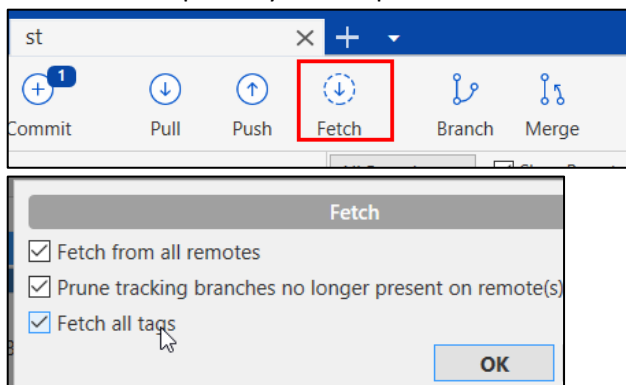 st
1
Commit Pull Push Fetch Branch Merge
Fetch
Fetch from all remotes
Prune tracking branches no longer present on remote(s)
Fetch all tags
OK